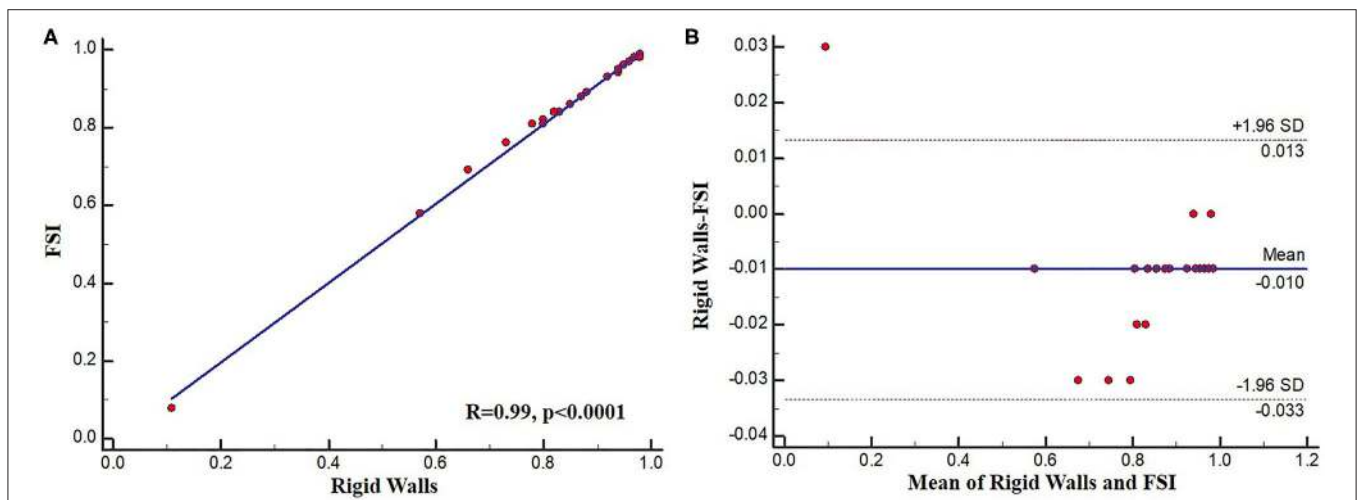 A
1.0
0.8
0.6
0.4
0.2
0.0
FSI
R=0.99, p<0.0001
0.0 0.2 0.4 0.6 0.8 1.0
Rigid Walls
B
0.03
0.02
0.01
0.00
-0.01
-0.02
-0.03
-0.04
Rigid Walls-FSI
+1.96 SD
0.013
Mean
-0.010
-1.96 SD
-0.033
0.0 0.2 0.4 0.6 0.8 1.0 1.2
Mean of Rigid Walls and FSI